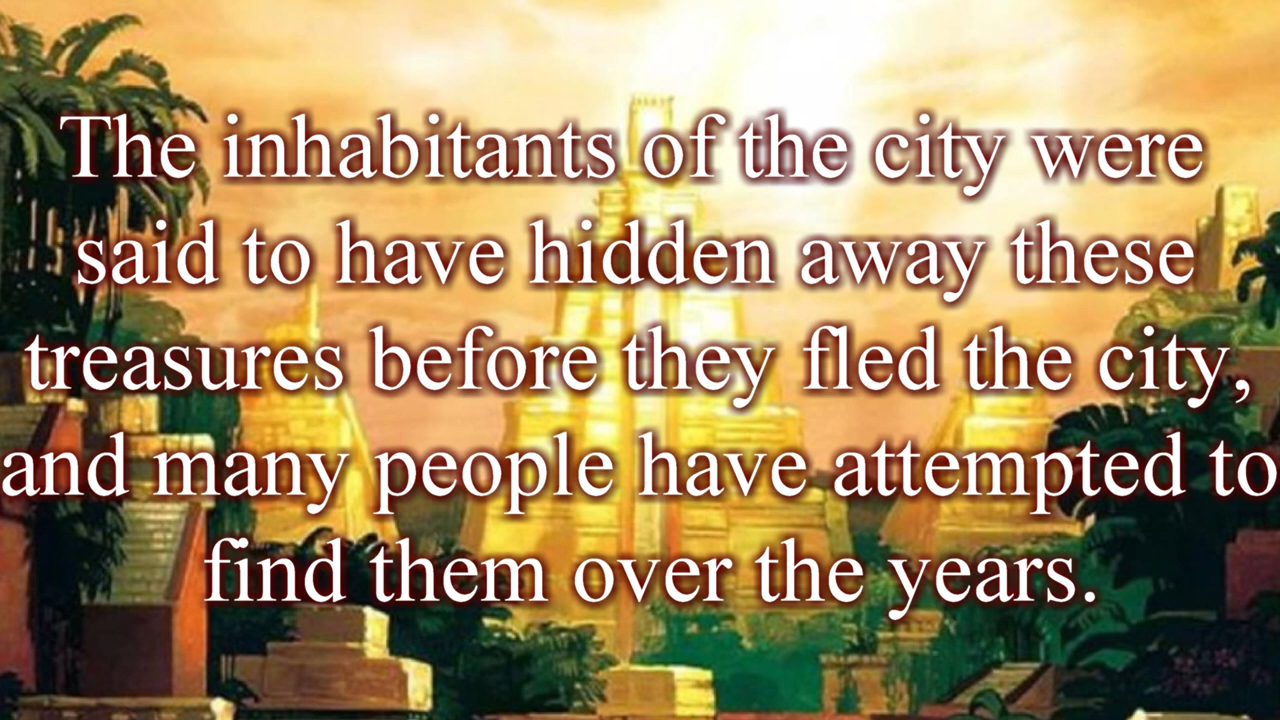 The inhabitants of the city were
said to have hidden away these
treasures before they fled the city,
and many people have attempted to
find them over the years.